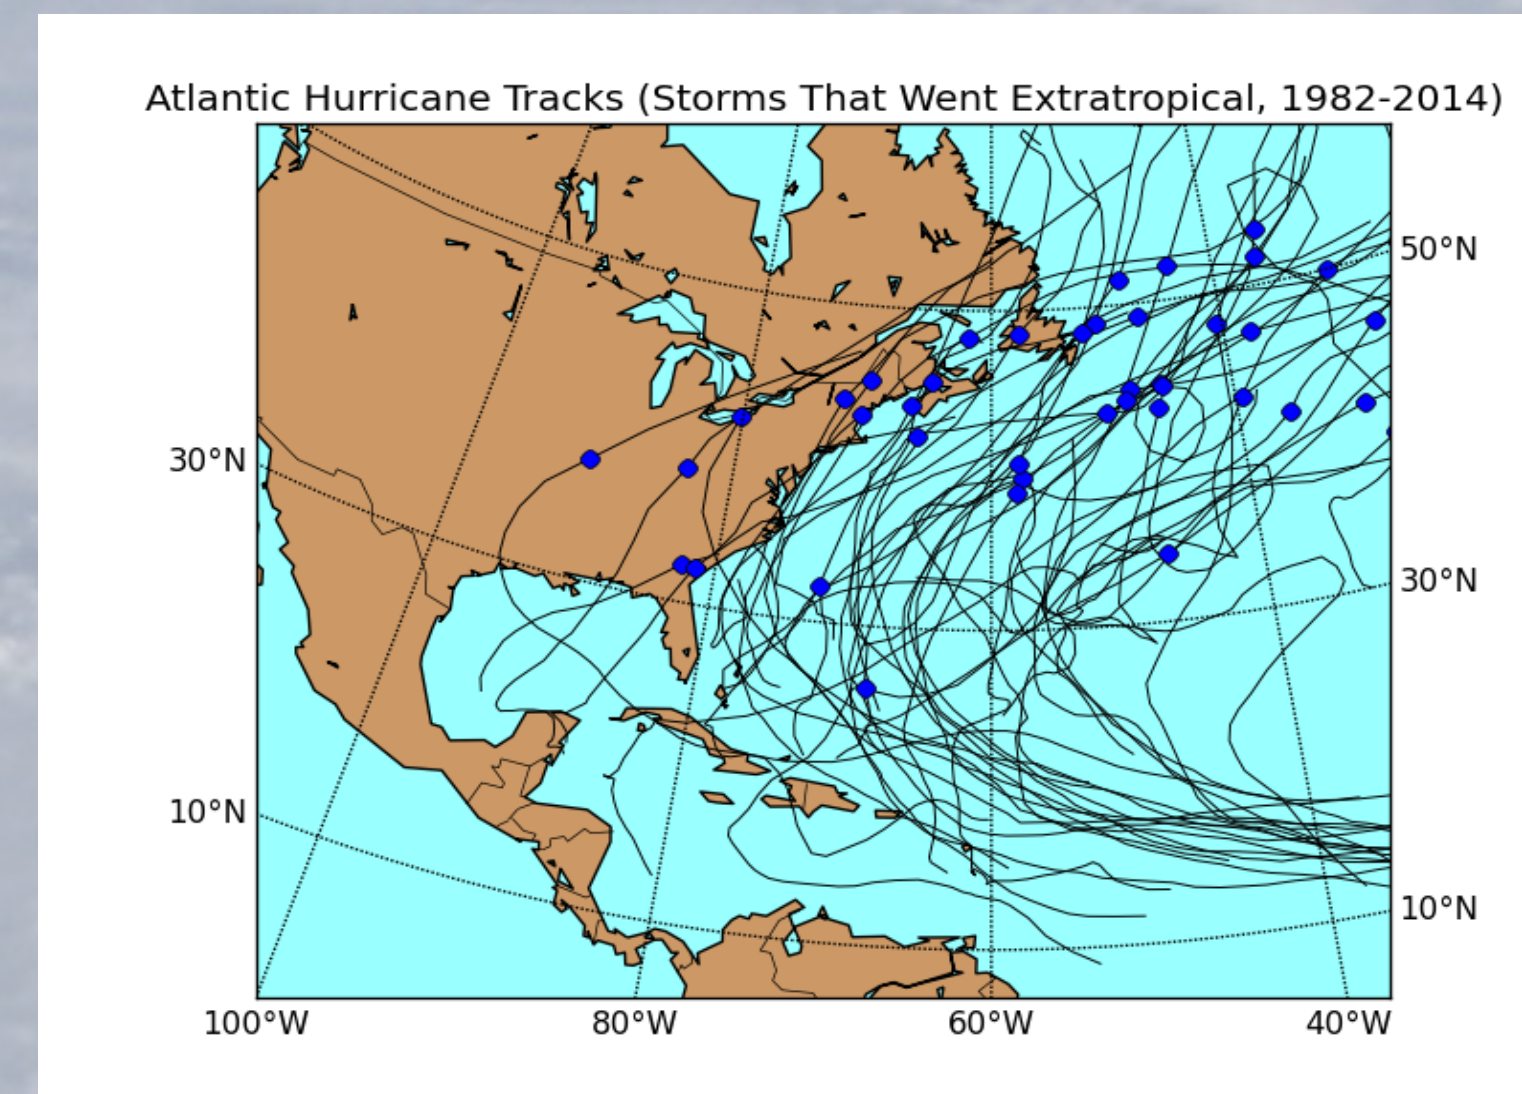 Atlantic Hurricane Tracks (Storms That Went Extratropical, 1982-2014)
50°N
30°N
30°N
10°N
10°N
100°W 80°W 60°W 40°W